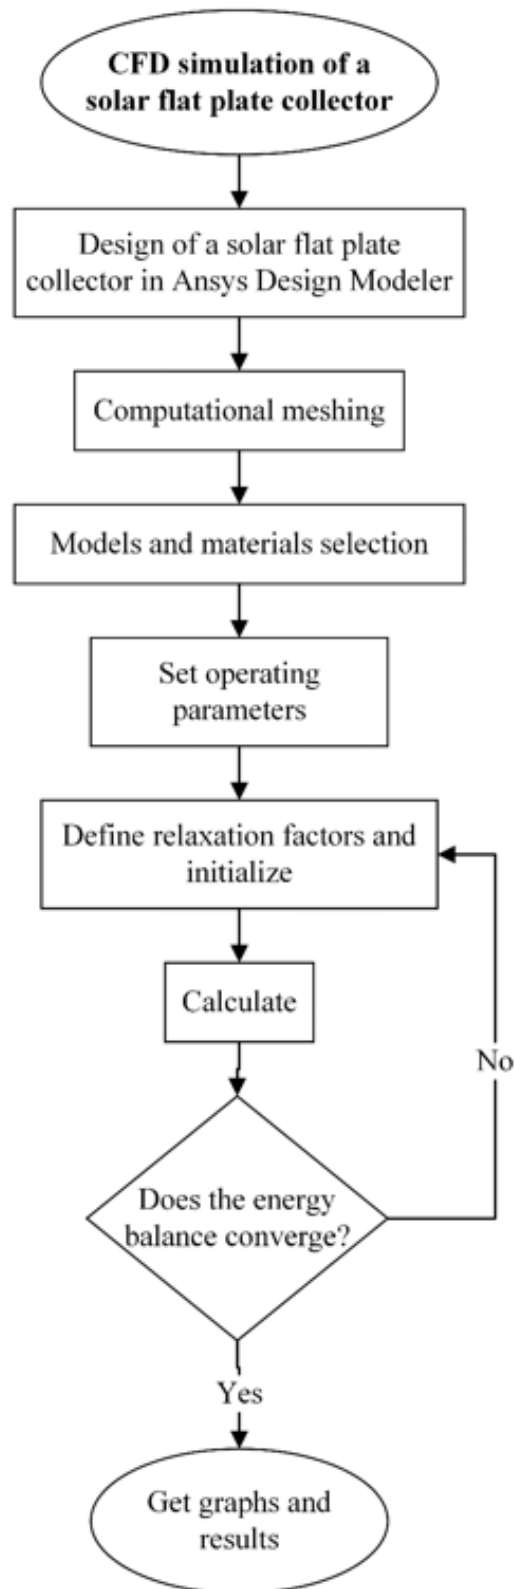 CFD simulation of a
solar flat plate collector
Design of a solar flat plate
collector in Ansys Design Modeler
Computational meshing
Models and materials selection
Set operating
parameters
Define relaxation factors and
initialize
Calculate
No
Does the energy
balance converge?
Yes
Get graphs and
results